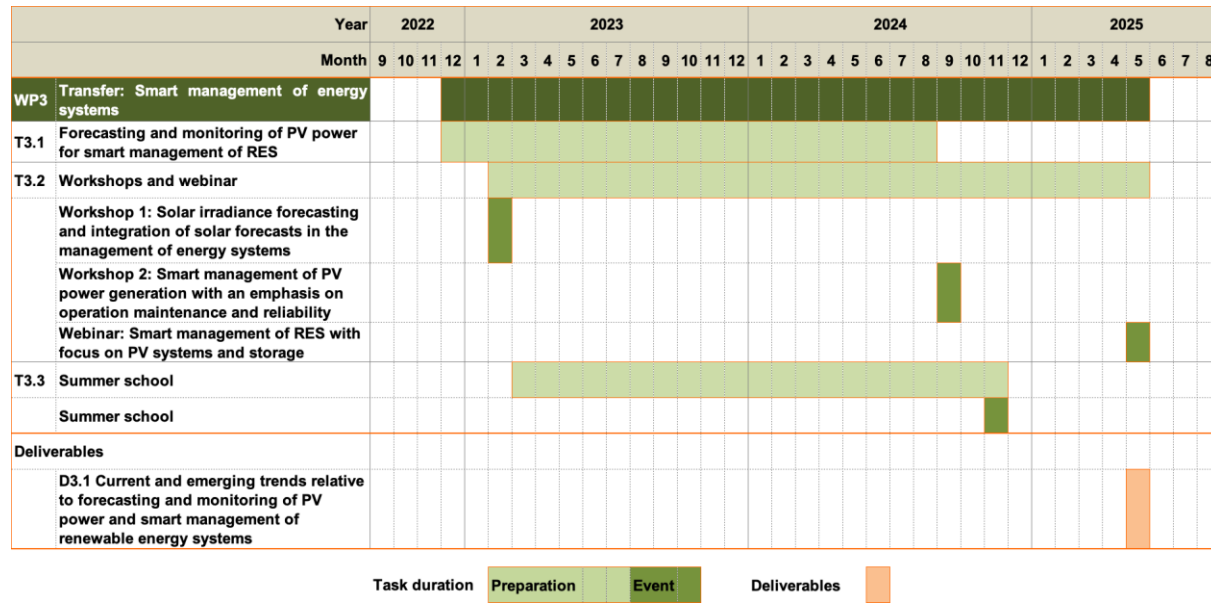 Year 2022 2023 2024 2025
Month 9 10 11 12 1 2 3 4 5 6 7 8 9 10 11 12 1 2 3 4 5 6 7 8 9 10 11 12 1 2 3 4 5 6 7 8
WP3 Transfer: Smart management of energy
systems
T3.1 Forecasting and monitoring of PV power
for smart management of RES
T3.2 Workshops and webinar
Workshop 1: Solar irradiance forecasting
and integration of solar forecasts in the
management of energy systems
Workshop 2: Smart management of PV
power generation with an emphasis on
operation maintenance and reliability
Webinar: Smart management of RES with
focus on PV systems and storage
T3.3 Summer school
Summer school
Deliverables
D3.1 Current and emerging trends relative
to forecasting and monitoring of PV
power and smart management of
renewable energy systems
Task duration Preparation Event Deliverables